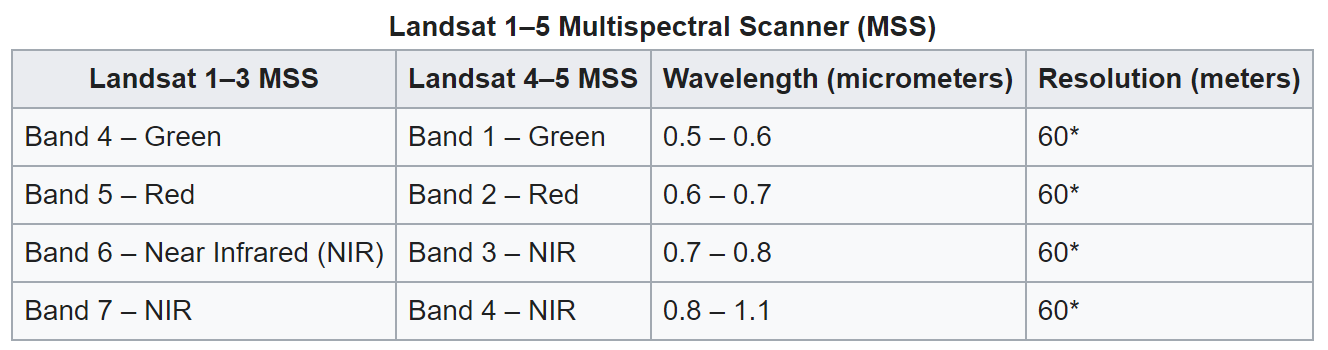 Landsat 1–5 Multispectral Scanner (MSS)
Landsat 1–3 MSS Landsat 4–5 MSS Wavelength (micrometers) Resolution (meters)
Band 4 – Green Band 1 – Green 0.5 – 0.6 60*
Band 5 – Red Band 2 – Red 0.6 – 0.7 60*
Band 6 – Near Infrared (NIR) Band 3 – NIR 0.7 – 0.8 60*
Band 7 – NIR Band 4 – NIR 0.8 – 1.1 60*